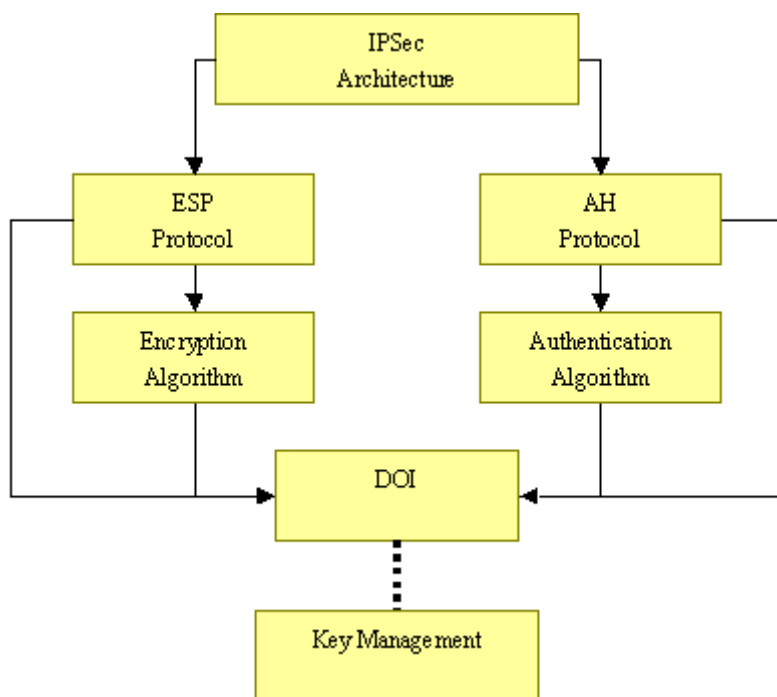 IPSec
Architecture
ESP
Protocol
AH
Protocol
Encryption
Algorithm
Authentication
Algorithm
DOI
Key Management